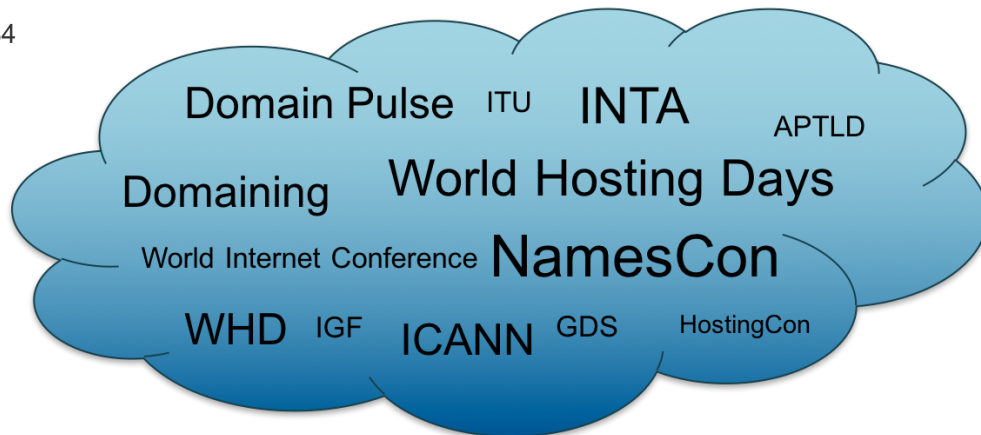 4
Domain Pulse ITU INTA
APTLD
World Hosting Days
Domaining
World Internet Conference NamesCon
WHD IGF ICANN GDS HostingCon